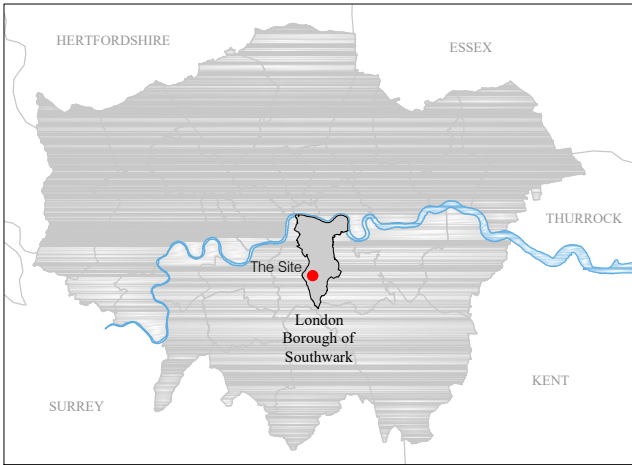 HERTFORDSHIRE
ESSEX
THURROCK
The Site
London
Borough of
Southwark
KENT
SURREY